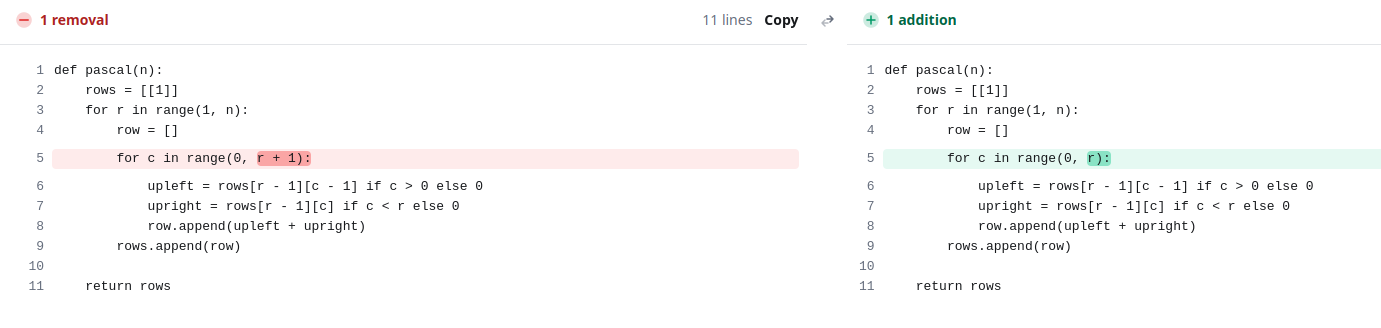 1 removal
11 lines Copy
1 def pascal(n):
2     rows = [[1]]
3     for r in range(1, n):
4         row = []
5         for c in range(0, r + 1):
6             upleft = rows[r - 1][c - 1] if c > 0 else 0
7             upright = rows[r - 1][c] if c < r else 0
8             row.append(upleft + upright)
9         rows.append(row)
10
11     return rows
1 addition
1 def pascal(n):
2     rows = [[1]]
3     for r in range(1, n):
4         row = []
5         for c in range(0, r):
6             upleft = rows[r - 1][c - 1] if c > 0 else 0
7             upright = rows[r - 1][c] if c < r else 0
8             row.append(upleft + upright)
9         rows.append(row)
10
11     return rows